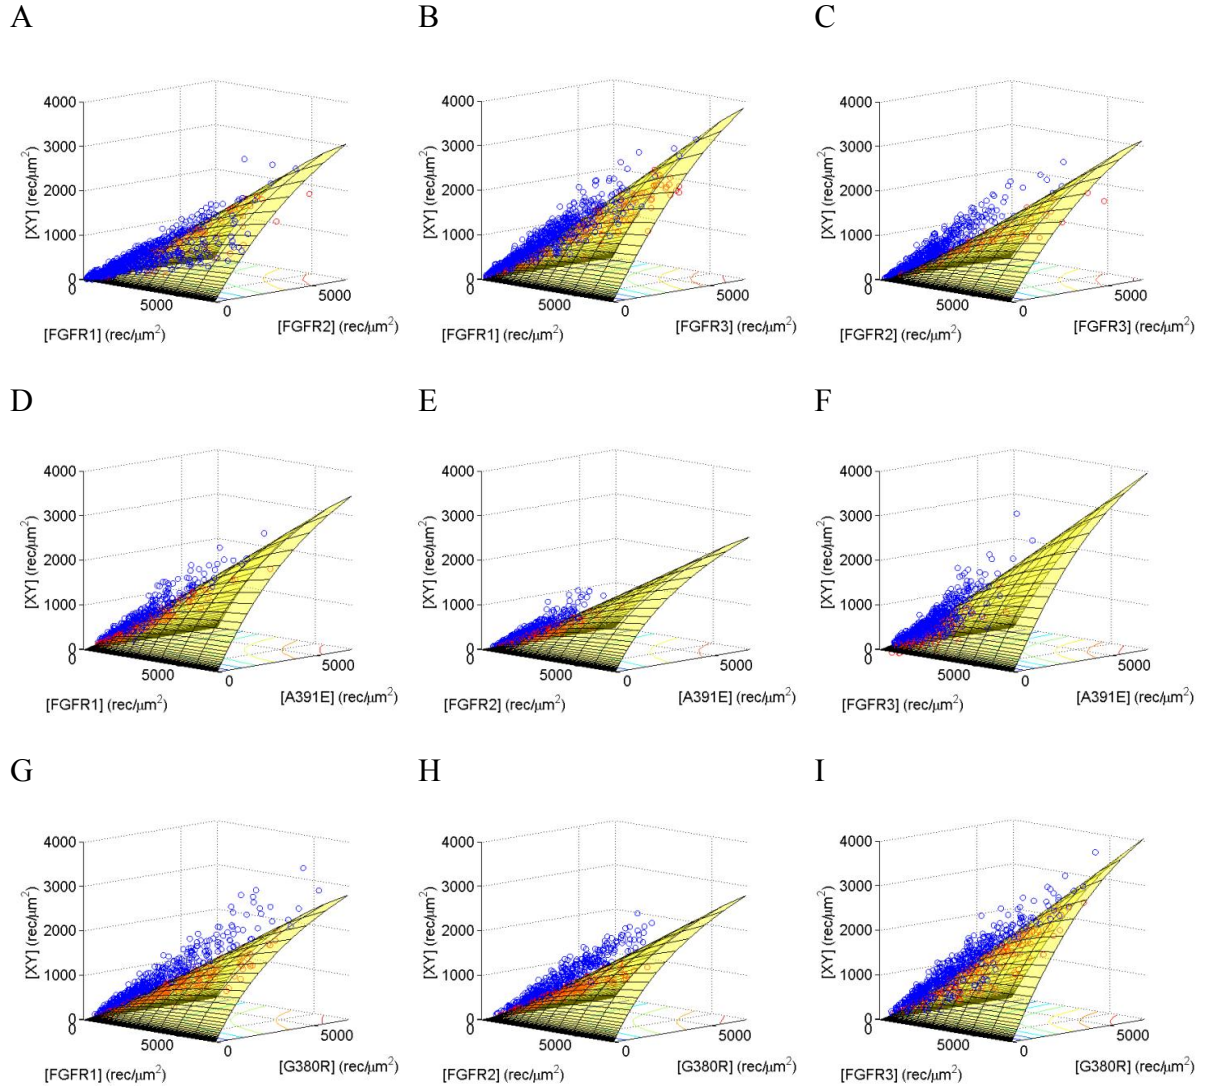 A B C
4000 4000 4000
3000 3000 3000
2000 2000 2000
1000 1000 1000
0 0 0
[XY] (rec/μm²) [XY] (rec/μm²) [XY] (rec/μm²)
0 5000 0 5000 0 5000 0 5000 0 5000 0 5000
[FGFR1] (rec/μm²) [FGFR2] (rec/μm²) [FGFR1] (rec/μm²) [FGFR3] (rec/μm²) [FGFR2] (rec/μm²) [FGFR3] (rec/μm²)
D E F
4000 4000 4000
3000 3000 3000
2000 2000 2000
1000 1000 1000
0 0 0
[XY] (rec/μm²) [XY] (rec/μm²) [XY] (rec/μm²)
0 5000 0 5000 0 5000 0 5000 0 5000 0 5000
[FGFR1] (rec/μm²) [A391E] (rec/μm²) [FGFR2] (rec/μm²) [A391E] (rec/μm²) [FGFR3] (rec/μm²) [A391E] (rec/μm²)
G H I
4000 4000 4000
3000 3000 3000
2000 2000 2000
1000 1000 1000
0 0 0
[XY] (rec/μm²) [XY] (rec/μm²) [XY] (rec/μm²)
0 5000 0 5000 0 5000 0 5000 0 5000 0 5000
[FGFR1] (rec/μm²) [G380R] (rec/μm²) [FGFR2] (rec/μm²) [G380R] (rec/μm²) [FGFR3] (rec/μm²) [G380R] (rec/μm²)